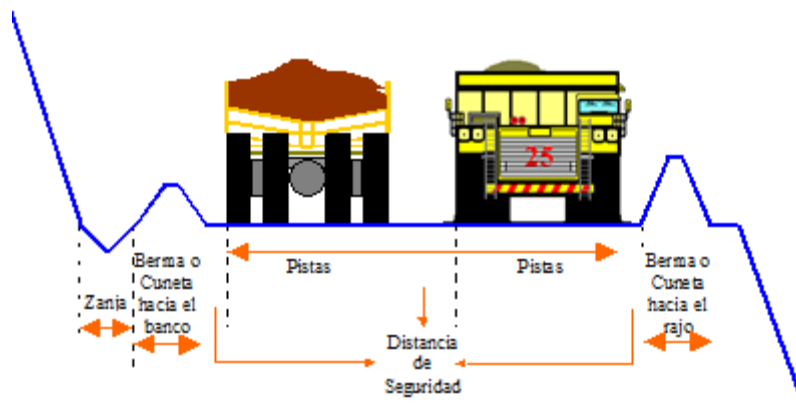 25
Zanja
Berma o
Cuneta
hacia el
banco
Pistas
Pistas
Berma o
Cuneta
hacia el
rajo
Distancia
de
Seguridad